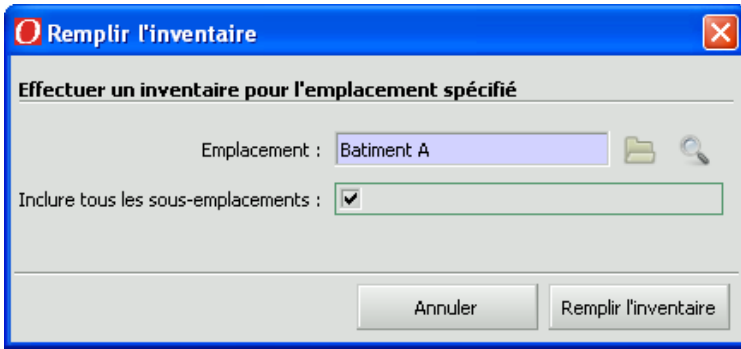 Remplir l'inventaire
Effectuer un inventaire pour l'emplacement spécifié
Emplacement : Batiment A
Inclure tous les sous-emplacements :
Annuler Remplir l'inventaire